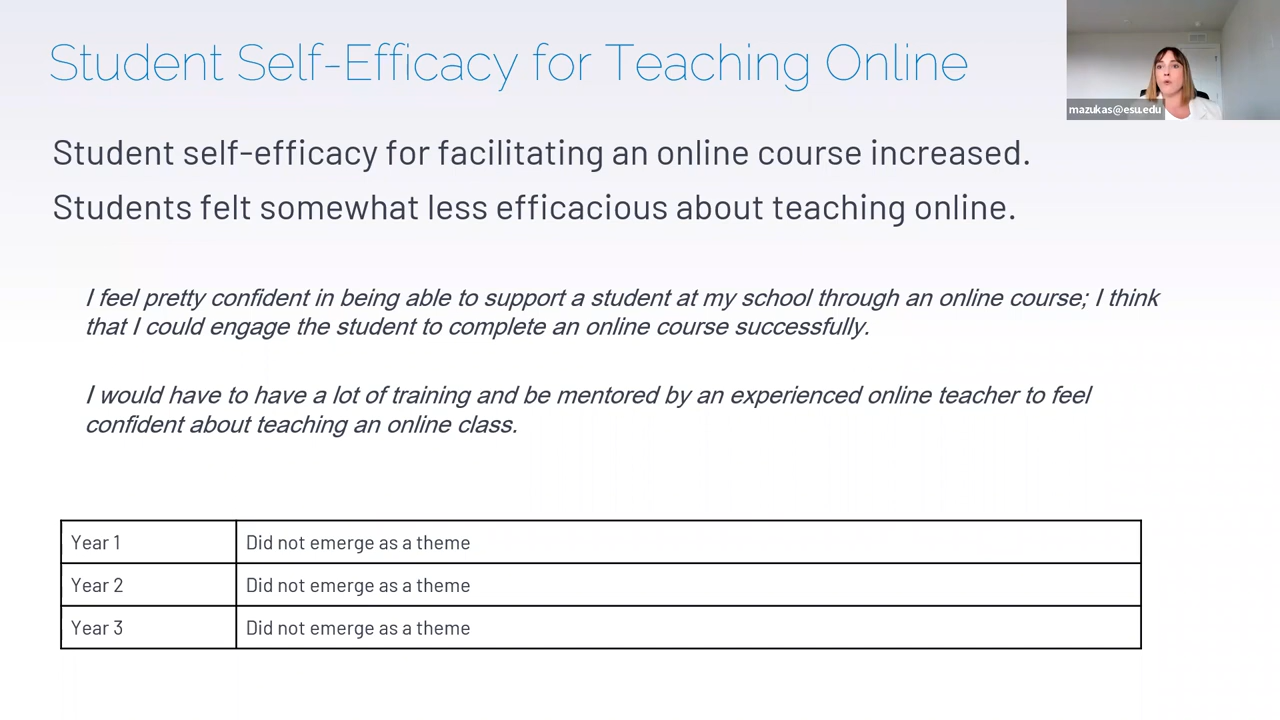 Student Self-Efficacy for Teaching Online
mazukas@esu.edu
Student self-efficacy for facilitating an online course increased.
Students felt somewhat less efficacious about teaching online.
I feel pretty confident in being able to support a student at my school through an online course; I think
that I could engage the student to complete an online course successfully.
I would have to have a lot of training and be mentored by an experienced online teacher to feel
confident about teaching an online class.
Year 1 Did not emerge as a theme
Year 2 Did not emerge as a theme
Year 3 Did not emerge as a theme